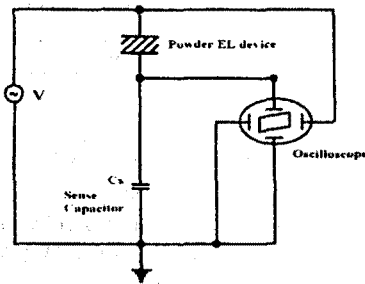 Powder EL device
V
Oscilloscope
Cs
Sense
Capacitor